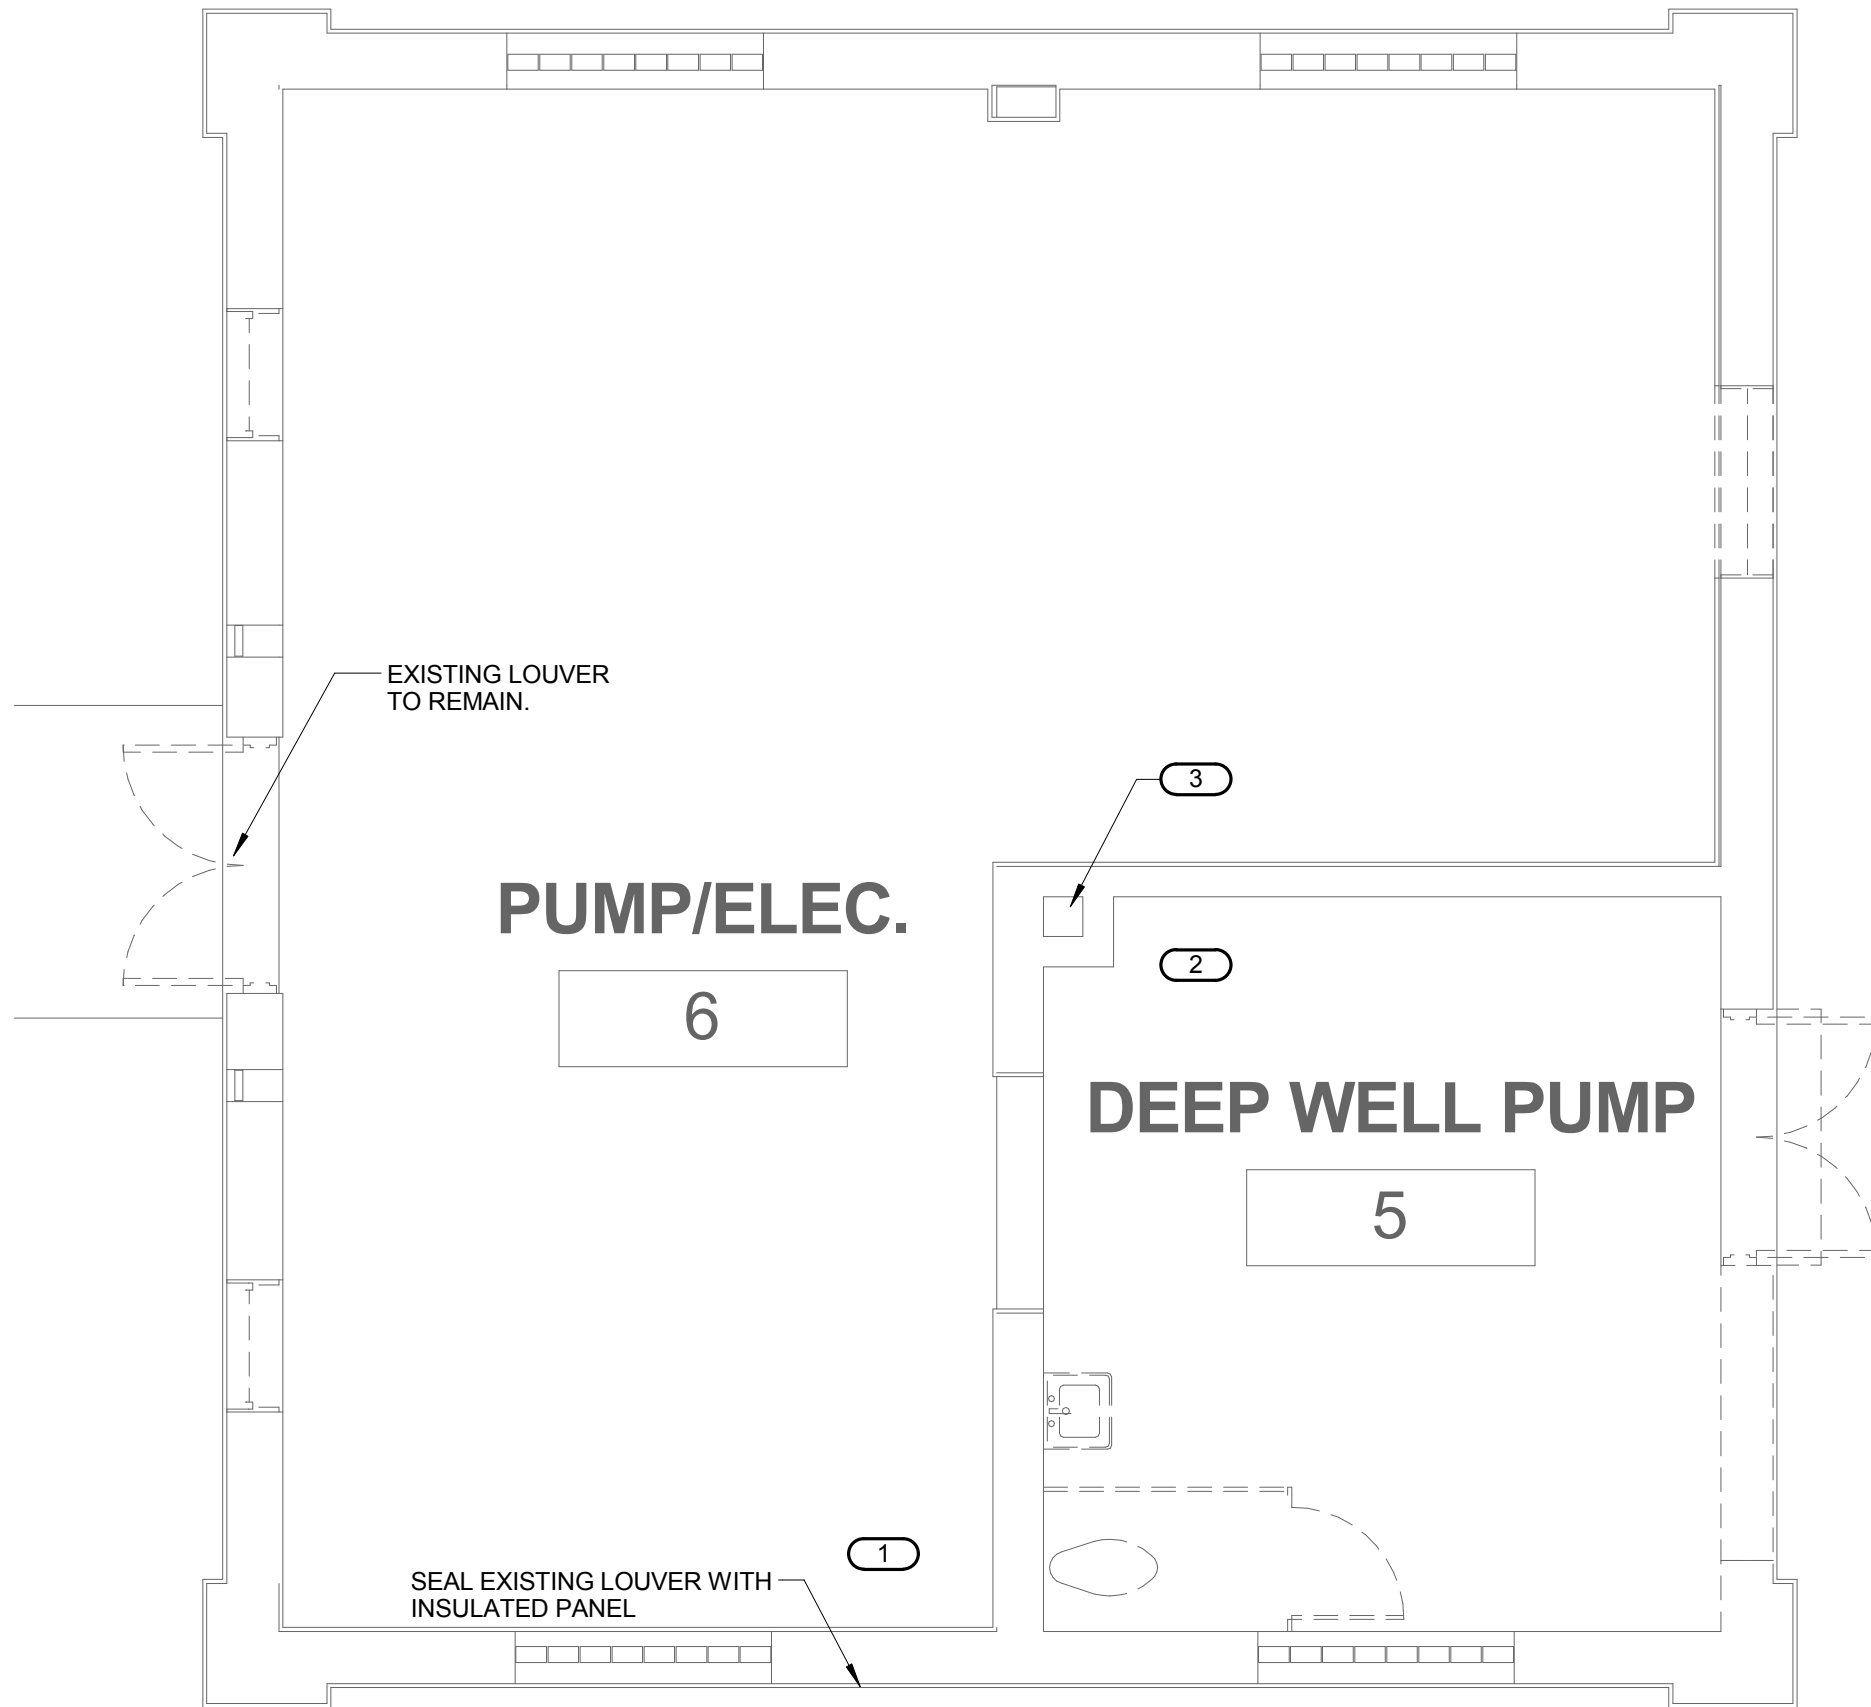 EXISTING LOUVER
TO REMAIN.
3
PUMP/ELEC.
6
2
DEEP WELL PUMP
5
1
SEAL EXISTING LOUVER WITH
INSULATED PANEL